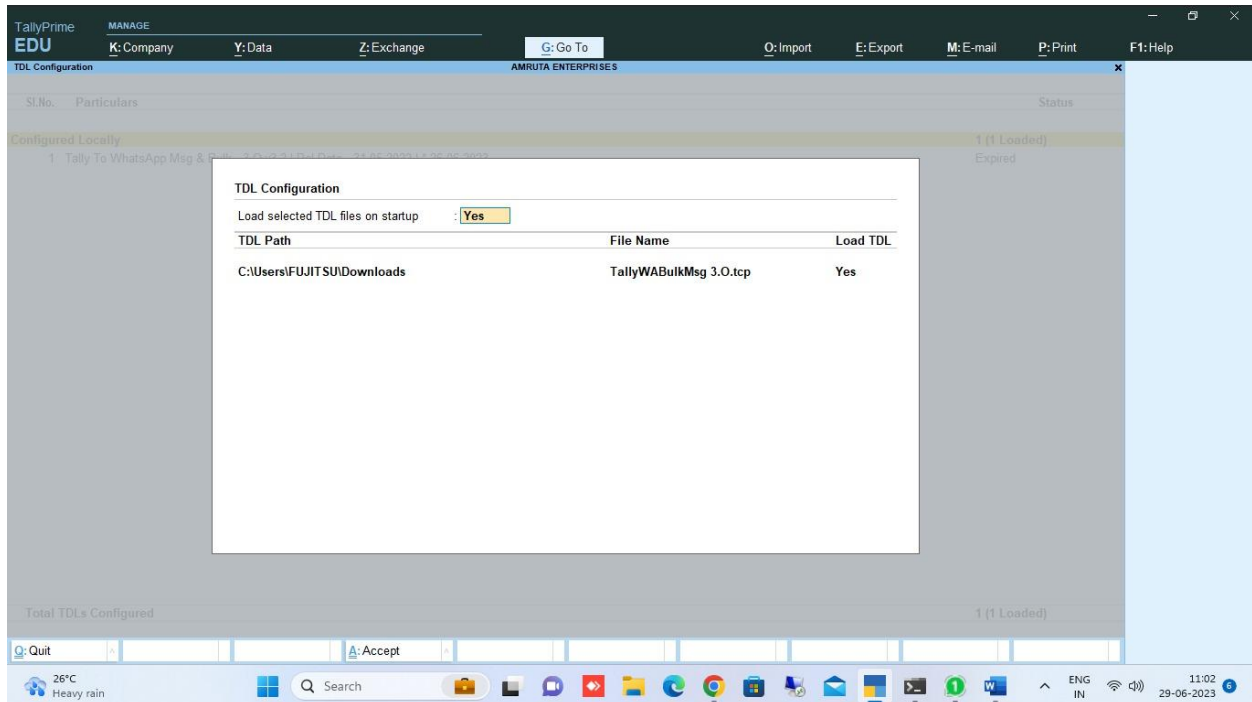 TallyPrime MANAGE
EDU K: Company Y: Data Z: Exchange G: Go To O: Import E: Export M: E-mail P: Print F1: Help
TDL Configuration AMRUTA ENTERPRISES x
Sl.No. Particulars Status
Configured Locally 1 (1 Loaded)
1 Tally To WhatsApp Msg & Expired
TDL Configuration
Load selected TDL files on startup : Yes
TDL Path File Name Load TDL
C:\Users\FUJITSU\Downloads TallyWABulkMsg 3.O.tcp Yes
Total TDLs Configured 1 (1 Loaded)
Q: Quit A: Accept
26°C
Heavy rain
Search
ENG
IN
11:02
29-06-2023 6